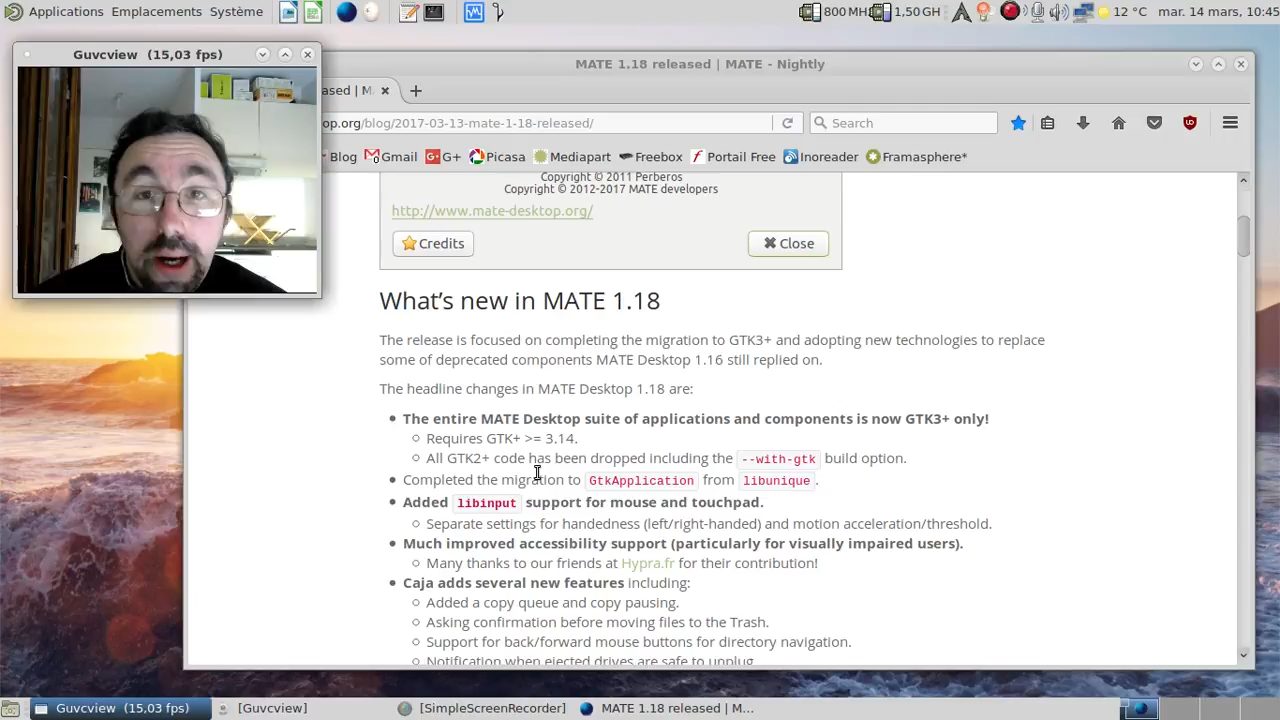 Applications Emplacements Système 800 MH 1,50 GH 12 °C mar. 14 mars, 10:45
Guvcview (15,03 fps)
MATE 1.18 released | MATE - Nightly
ased | M
op.org/blog/2017-03-13-mate-1-18-released/ Search
Blog Gmail G+ Picasa Mediapart Freebox Portail Free Inoreader Framasphere*
Copyright © 2011 Perberos
Copyright © 2012-2017 MATE developers
http://www.mate-desktop.org/
Credits Close
What's new in MATE 1.18
The release is focused on completing the migration to GTK3+ and adopting new technologies to replace
some of deprecated components MATE Desktop 1.16 still replied on.
The headline changes in MATE Desktop 1.18 are:
The entire MATE Desktop suite of applications and components is now GTK3+ only!
Requires GTK+ >= 3.14.
All GTK2+ code has been dropped including the --with-gtk build option.
Completed the migration to GtkApplication from libunique.
Added libinput support for mouse and touchpad.
Separate settings for handedness (left/right-handed) and motion acceleration/threshold.
Much improved accessibility support (particularly for visually impaired users).
Many thanks to our friends at Hypra.fr for their contribution!
Caja adds several new features including:
Added a copy queue and copy pausing.
Asking confirmation before moving files to the Trash.
Support for back/forward mouse buttons for directory navigation.
Notification when ejected drives are safe to unplug
Guvcview (15,03 fps) [Guvcview] [SimpleScreenRecorder] MATE 1.18 released | M...